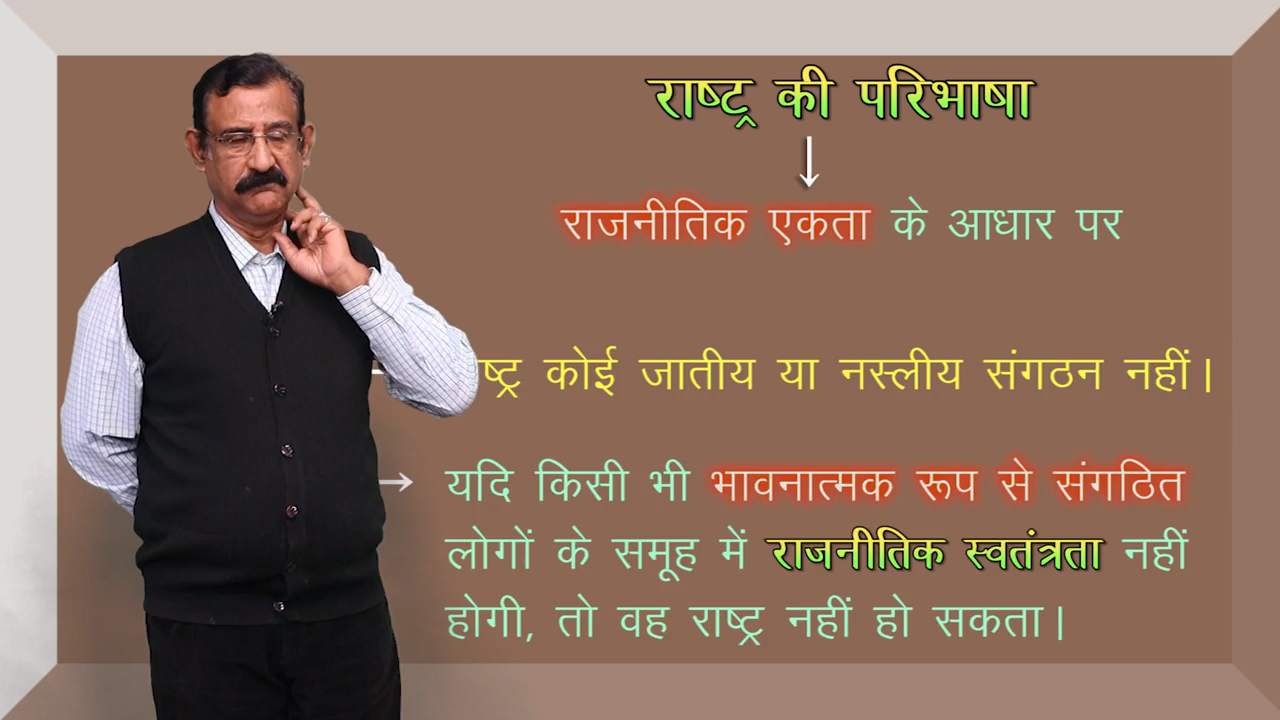 राष्ट्र की परिभाषा
राजनीतिक एकता के आधार पर
कोई जातीय या नस्लीय संगठन नहीं।
यदि किसी भी भावनात्मक रूप से संगठित
लोगों के समूह में राजनीतिक स्वतंत्रता नहीं
होगी, तो वह राष्ट्र नहीं हो सकता।